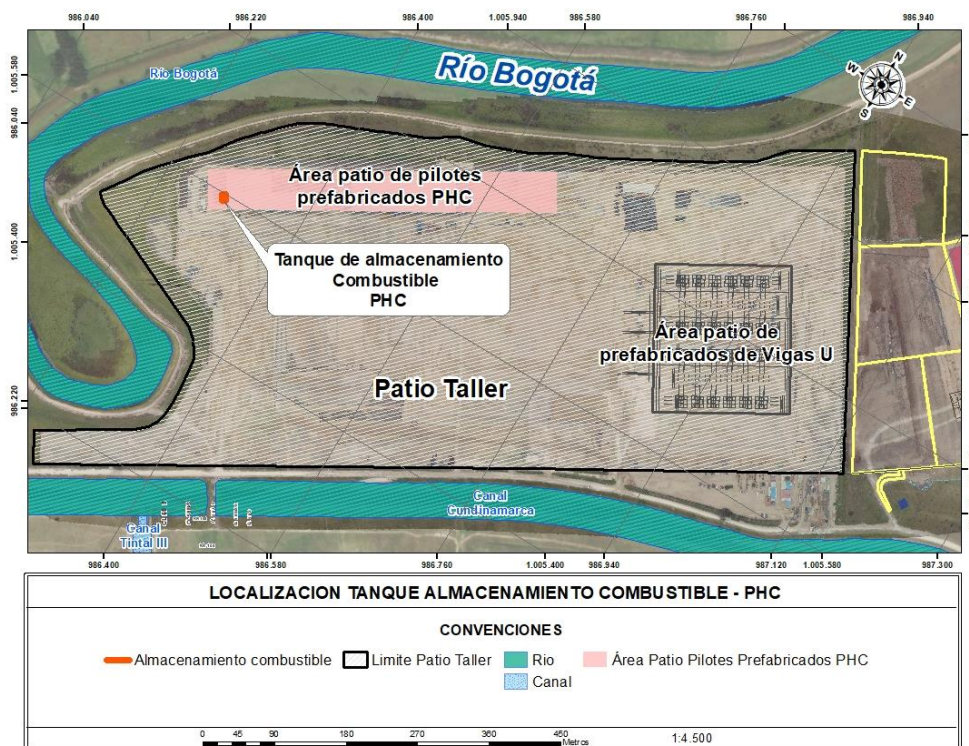 986.040 986.220 986.400 1.005.940 986.580 986.760 986.940
1.005.580
986.040
1.005.400
986.220
Río Bogotá
Río Bogotá
N
W
E
S
Área patio de pilotes
prefabricados PHC
Tanque de almacenamiento
Combustible
PHC
Área patio de
prefabricados de Vigas U
Patio Taller
Canal
Cundinamarca
Canal
Tintal III
986.400 986.580 986.760 1.005.400 986.940 987.120 1.005.580 987.300
LOCALIZACION TANQUE ALMACENAMIENTO COMBUSTIBLE - PHC
CONVENCIONES
Almacenamiento combustible Limite Patio Taller Rio Área Patio Pilotes Prefabricados PHC
Canal
0 45 90 180 270 360 450
Metros
1:4.500